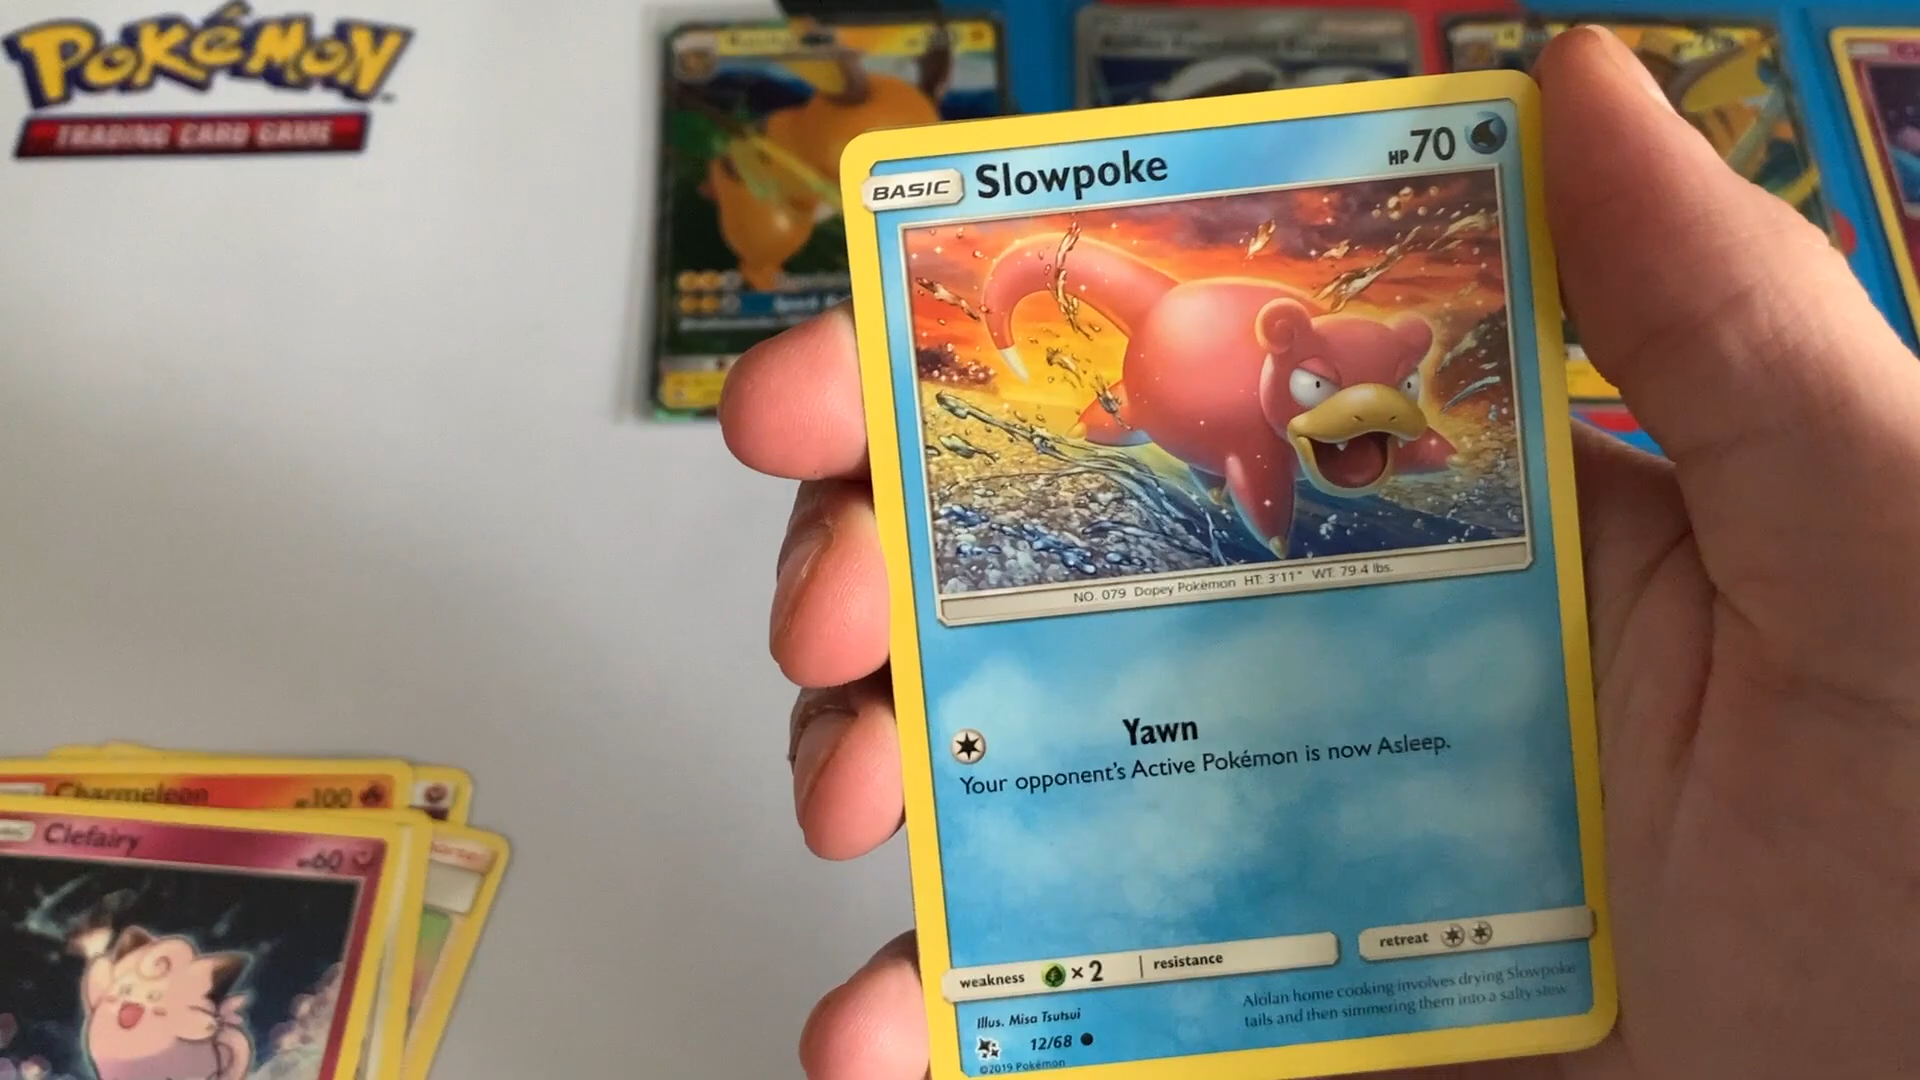 Pokémon
TRADING CARD GAME
BASIC Slowpoke HP 70
NO. 079 Dopey Pokémon HT: 3'11" WT: 79.4 lbs.
Yawn
Your opponent's Active Pokémon is now Asleep.
weakness ×2 resistance
retreat
Alolan home cooking involves drying Slowpoke
tails and then simmering them into a salty stew.
Illus. Misa Tsutsui
12/68
©2019 Pokémon
Charmeleon 100
Clefairy 60